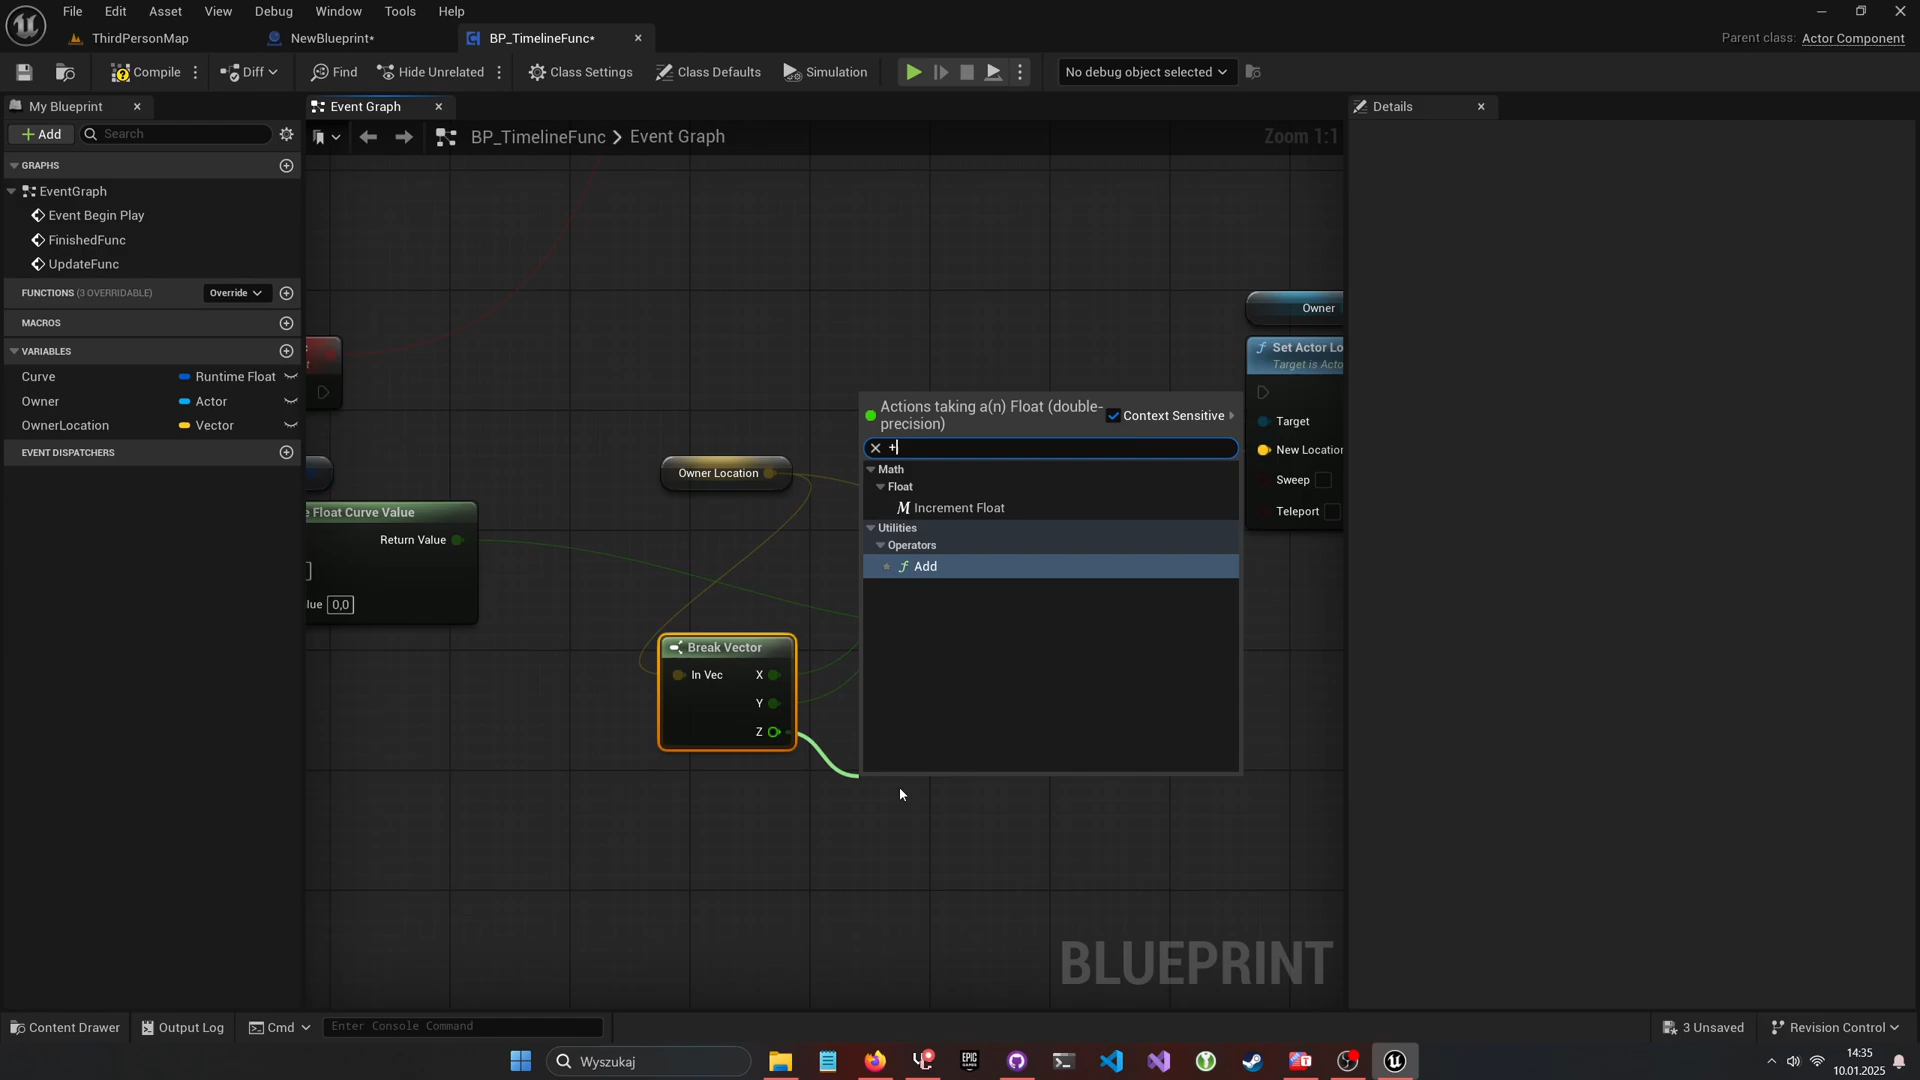 File Edit Asset View Debug Window Tools Help
ThirdPersonMap NewBlueprint* BP_TimelineFunc*
Parent class: Actor Component
Compile Diff Find Hide Unrelated Class Settings Class Defaults Simulation No debug object selected
My Blueprint Event Graph Details
Add Search
BP_TimelineFunc > Event Graph
Zoom 1:1
GRAPHS
EventGraph
Event Begin Play
FinishedFunc
UpdateFunc
FUNCTIONS (3 OVERRIDABLE) Override
MACROS
VARIABLES
Curve Runtime Float
Owner Actor
OwnerLocation Vector
EVENT DISPATCHERS
Owner
Set Actor Lo
Target is Acto
Target
New Location
Sweep
Teleport
Actions taking a(n) Float (double-
precision)
Context Sensitive
+
Math
Float
Increment Float
Utilities
Operators
Add
Owner Location
e Float Curve Value
Return Value
lue 0,0
Break Vector
In Vec X
Y
Z
BLUEPRINT
Content Drawer Output Log Cmd Enter Console Command 3 Unsaved Revision Control
Wyszukaj
EPIC
GAMES
14:35
10.01.2025